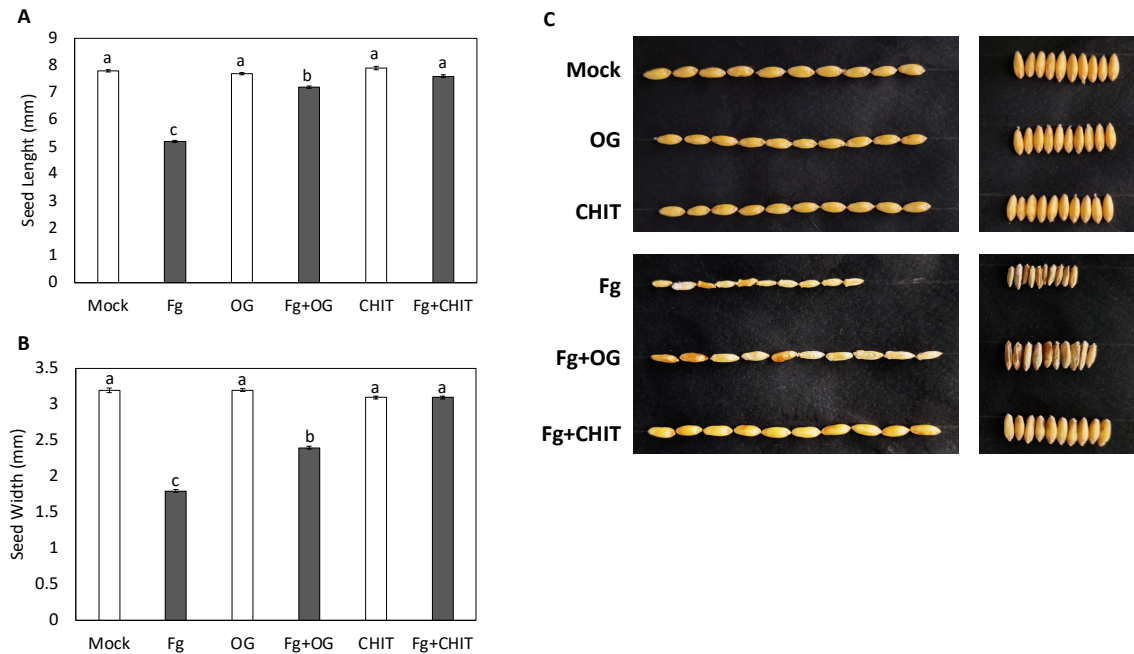 A
Seed Lenght (mm)
9
8
7
6
5
4
3
2
1
0
a
c
a
b
a
a
Mock Fg OG Fg+OG CHIT Fg+CHIT
B
Seed Width (mm)
3.5
3
2.5
2
1.5
1
0.5
0
a
c
a
b
a
a
Mock Fg OG Fg+OG CHIT Fg+CHIT
C
Mock
OG
CHIT
Fg
Fg+OG
Fg+CHIT